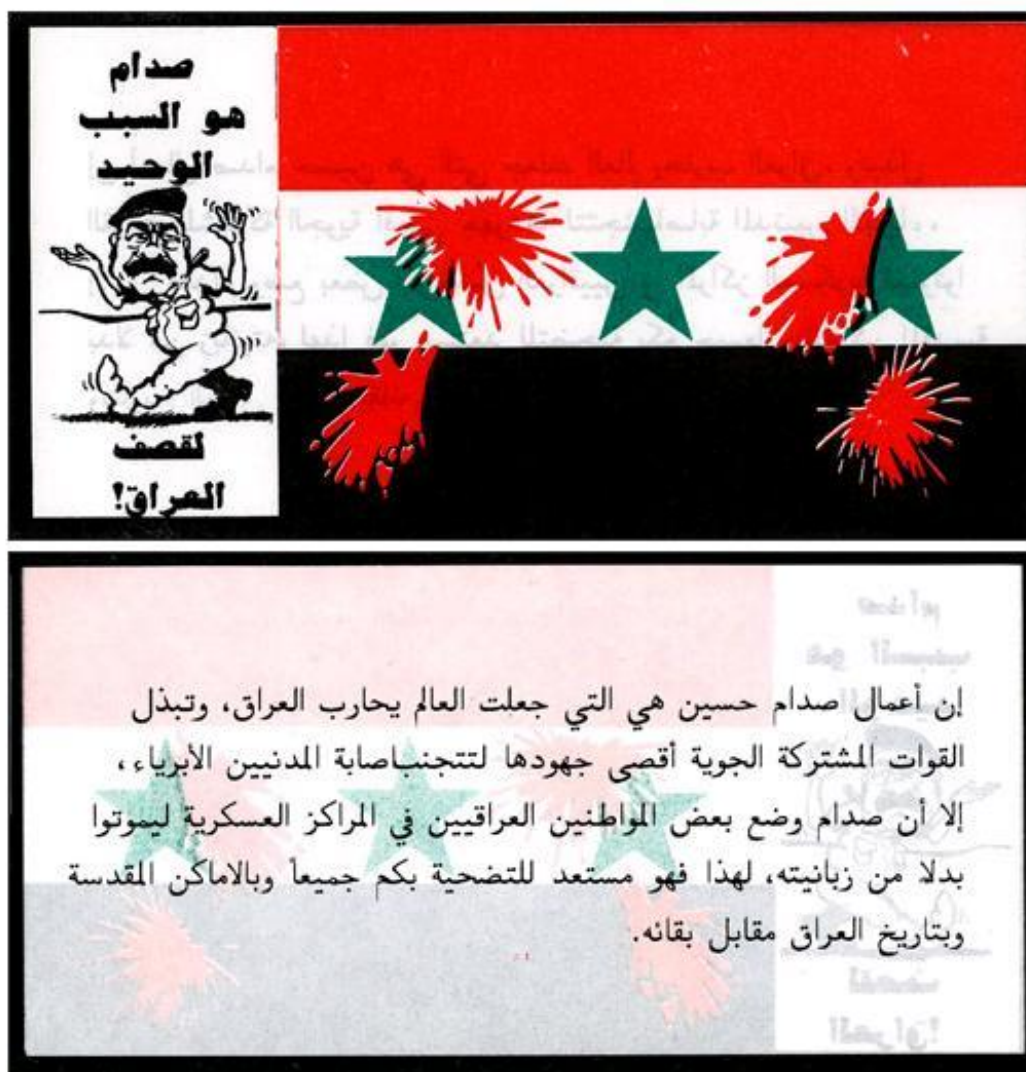 صدام
هو السبب
الوحيد
لقصف
العراق!
إن أعمال صدام حسين هي التي جعلت العالم يحارب العراق، وتبذل
القوات المشتركة الجوية أقصى جهودها لتتجنب اصابة المدنيين الأبرياء،
إلا أن صدام وضع بعض المواطنين العراقيين في المراكز العسكرية ليموتوا
بدلا من زبانيته، لهذا فهو مستعد للتضحية بكم جميعاً وبالاماكن المقدسة
وبتاريخ العراق مقابل بقائه.